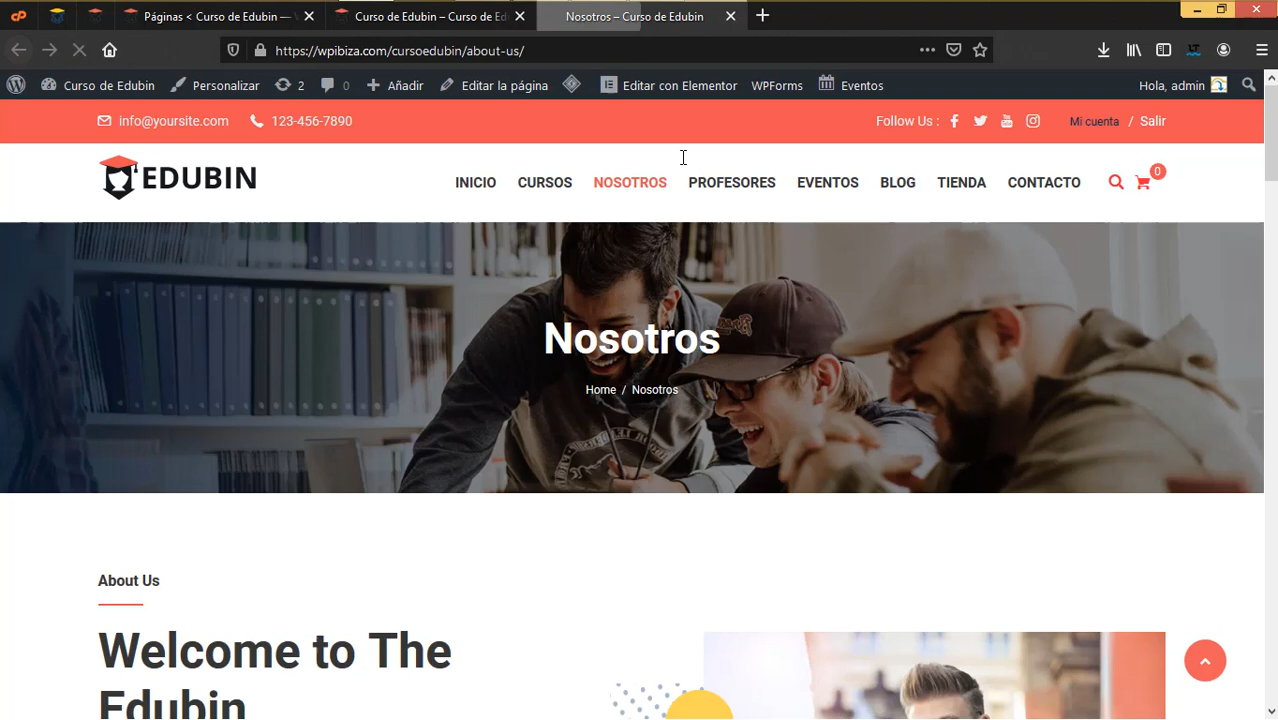 Páginas < Curso de Edubin —
Curso de Edubin – Curso de Ed
Nosotros – Curso de Edubin
https://wpibiza.com/cursoedubin/about-us/
Curso de Edubin Personalizar 2 0 Añadir Editar la página Editar con Elementor WPForms Eventos Hola, admin
info@yoursite.com 123-456-7890 Follow Us : Mi cuenta / Salir
EDUBIN
INICIO CURSOS NOSOTROS PROFESORES EVENTOS BLOG TIENDA CONTACTO 0
Nosotros
Home / Nosotros
About Us
Welcome to The
Edubin